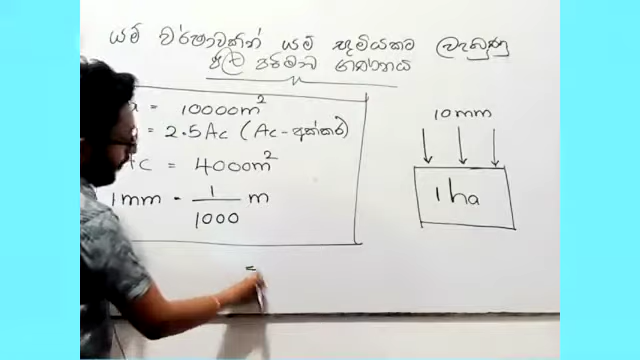 යම් වර්ෂාවකින් යම් භූමියකට ලැබුණු
ජල පරිමාව ගණනය
= 10000m²
= 2.5Ac (Ac-අක්කර)
Ac = 4000m²
1mm = 1/1000 m
10mm
1ha
=